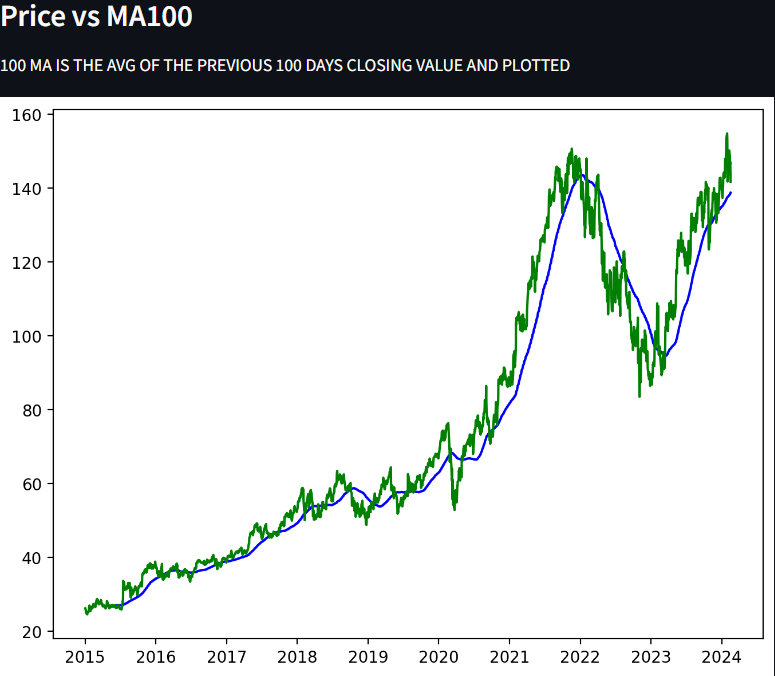 Price vs MA100
100 MA IS THE AVG OF THE PREVIOUS 100 DAYS CLOSING VALUE AND PLOTTED
160
140
120
100
80
60
40
20
2015 2016 2017 2018 2019 2020 2021 2022 2023 2024